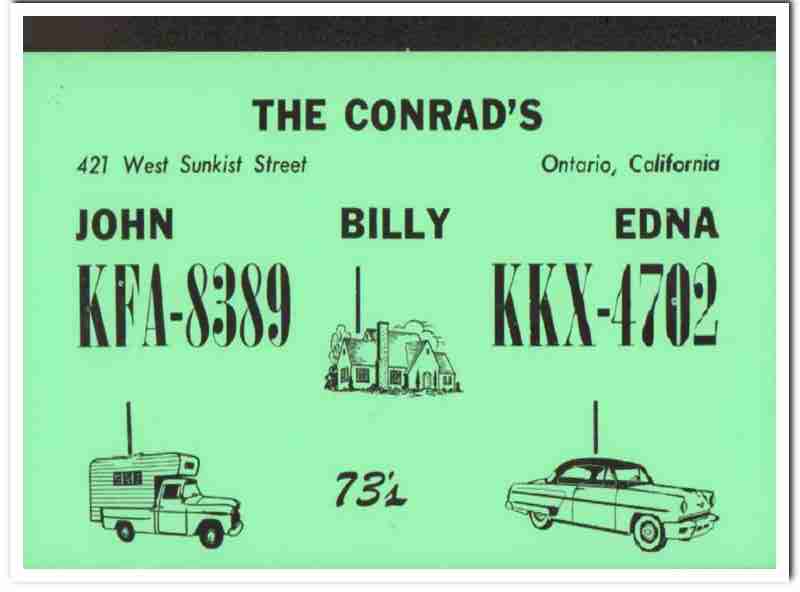 THE CONRAD'S
421 West Sunkist Street Ontario, California
JOHN BILLY EDNA
KFA-8389 KKX-4702
73's